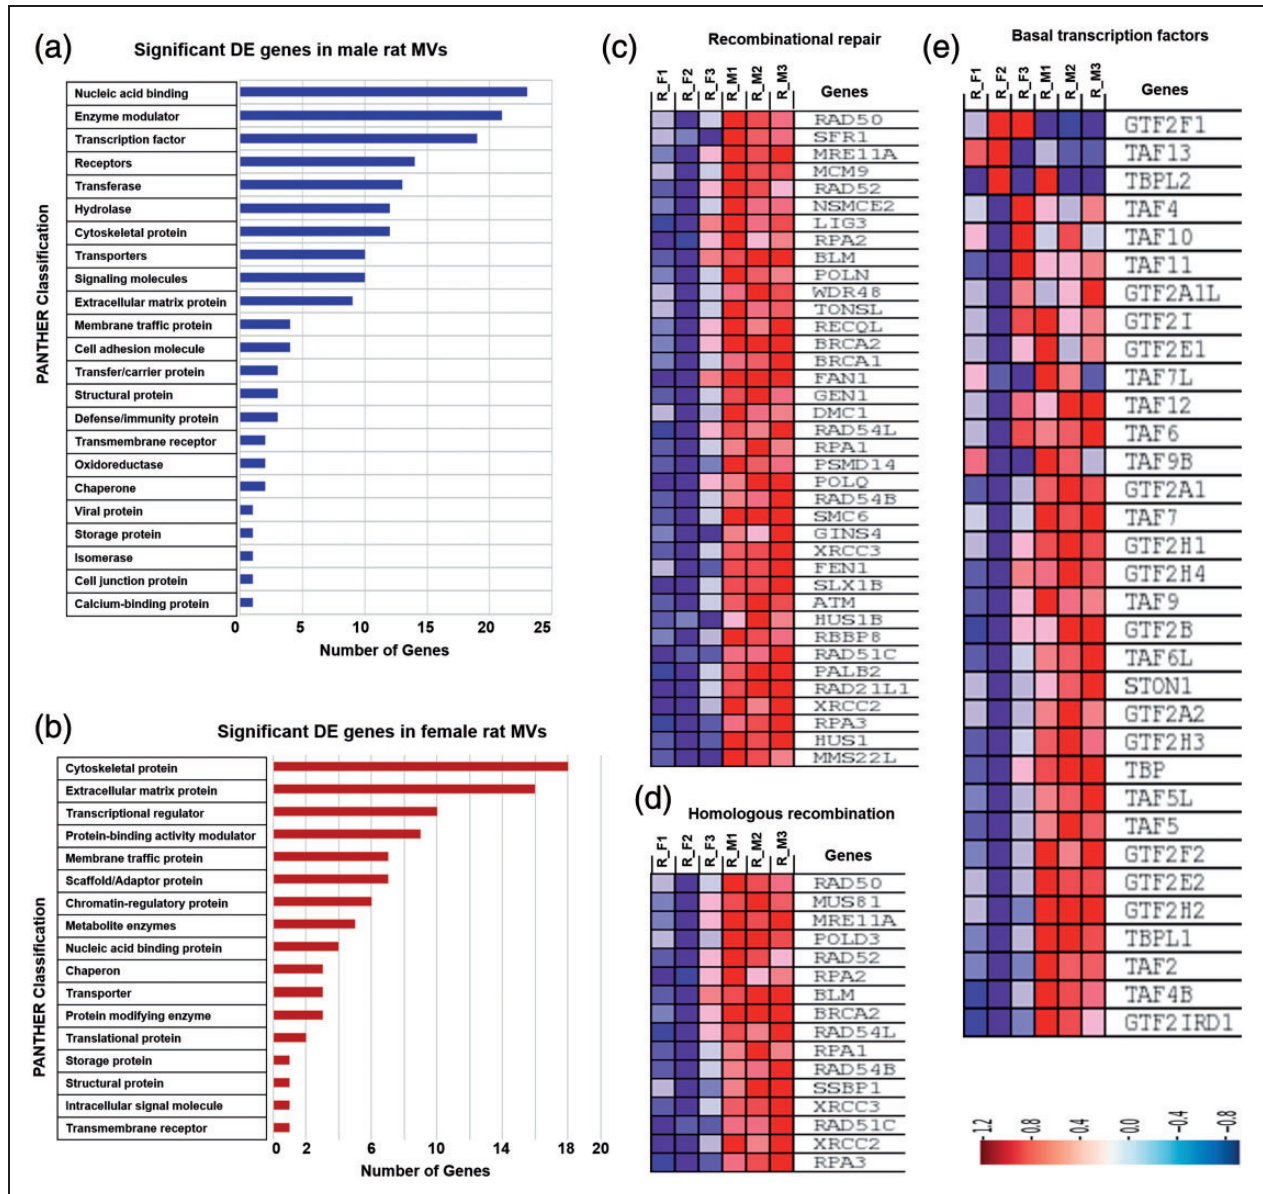 (a)
Significant DE genes in male rat MVs
PANTHER Classification
Nucleic acid binding
Enzyme modulator
Transcription factor
Receptors
Transferase
Hydrolase
Cytoskeletal protein
Transporters
Signaling molecules
Extracellular matrix protein
Membrane traffic protein
Cell adhesion molecule
Transfer/carrier protein
Structural protein
Defense/immunity protein
Transmembrane receptor
Oxidoreductase
Chaperone
Viral protein
Storage protein
Isomerase
Cell junction protein
Calcium-binding protein
0 5 10 15 20 25
Number of Genes
(b)
Significant DE genes in female rat MVs
PANTHER Classification
Cytoskeletal protein
Extracellular matrix protein
Transcriptional regulator
Protein-binding activity modulator
Membrane traffic protein
Scaffold/Adaptor protein
Chromatin-regulatory protein
Metabolite enzymes
Nucleic acid binding protein
Chaperon
Transporter
Protein modifying enzyme
Translational protein
Storage protein
Structural protein
Intracellular signal molecule
Transmembrane receptor
0 2 6 10 14 18 20
Number of Genes
(c)
Recombinational repair
R_F1 R_F2 R_F3 R_M1 R_M2 R_M3 Genes
RAD50
SFR1
MRE11A
MCM9
RAD52
NSMCE2
LIG3
RPA2
BLM
POLN
WDR48
TONSL
RECQL
BRCA2
BRCA1
FAN1
GEN1
DMC1
RAD54L
RPA1
PSMD14
POLQ
RAD54B
SMC6
GINS4
XRCC3
FEN1
SLX1B
ATM
HUS1B
RBBP8
RAD51C
PALB2
RAD21L1
XRCC2
RPA3
HUS1
MMS22L
(d)
Homologous recombination
R_F1 R_F2 R_F3 R_M1 R_M2 R_M3 Genes
RAD50
MUS81
MRE11A
POLD3
RAD52
RPA2
BLM
BRCA2
RAD54L
RPA1
RAD54B
SSBP1
XRCC3
RAD51C
XRCC2
RPA3
(e)
Basal transcription factors
R_F1 R_F2 R_F3 R_M1 R_M2 R_M3 Genes
GTF2F1
TAF13
TBPL2
TAF4
TAF10
TAF11
GTF2A1L
GTF2I
GTF2E1
TAF7L
TAF12
TAF6
TAF9B
GTF2A1
TAF7
GTF2H1
GTF2H4
TAF9
GTF2B
TAF6L
STON1
GTF2A2
GTF2H3
TBP
TAF5L
TAF5
GTF2F2
GTF2E2
GTF2H2
TBPL1
TAF2
TAF4B
GTF2IRD1
1.2 0.8 0.4 0.0 -0.4 -0.8